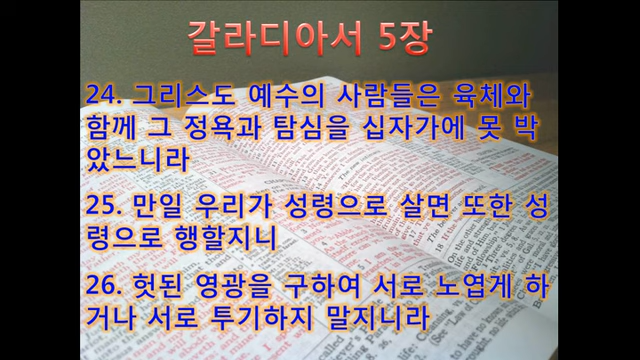 갈라디아서 5장
24. 그리스도 예수의 사람들은 육체와
함께 그 정욕과 탐심을 십자가에 못 박
았느니라
25. 만일 우리가 성령으로 살면 또한 성
령으로 행할지니
26. 헛된 영광을 구하여 서로 노엽게 하
거나 서로 투기하지 말지니라